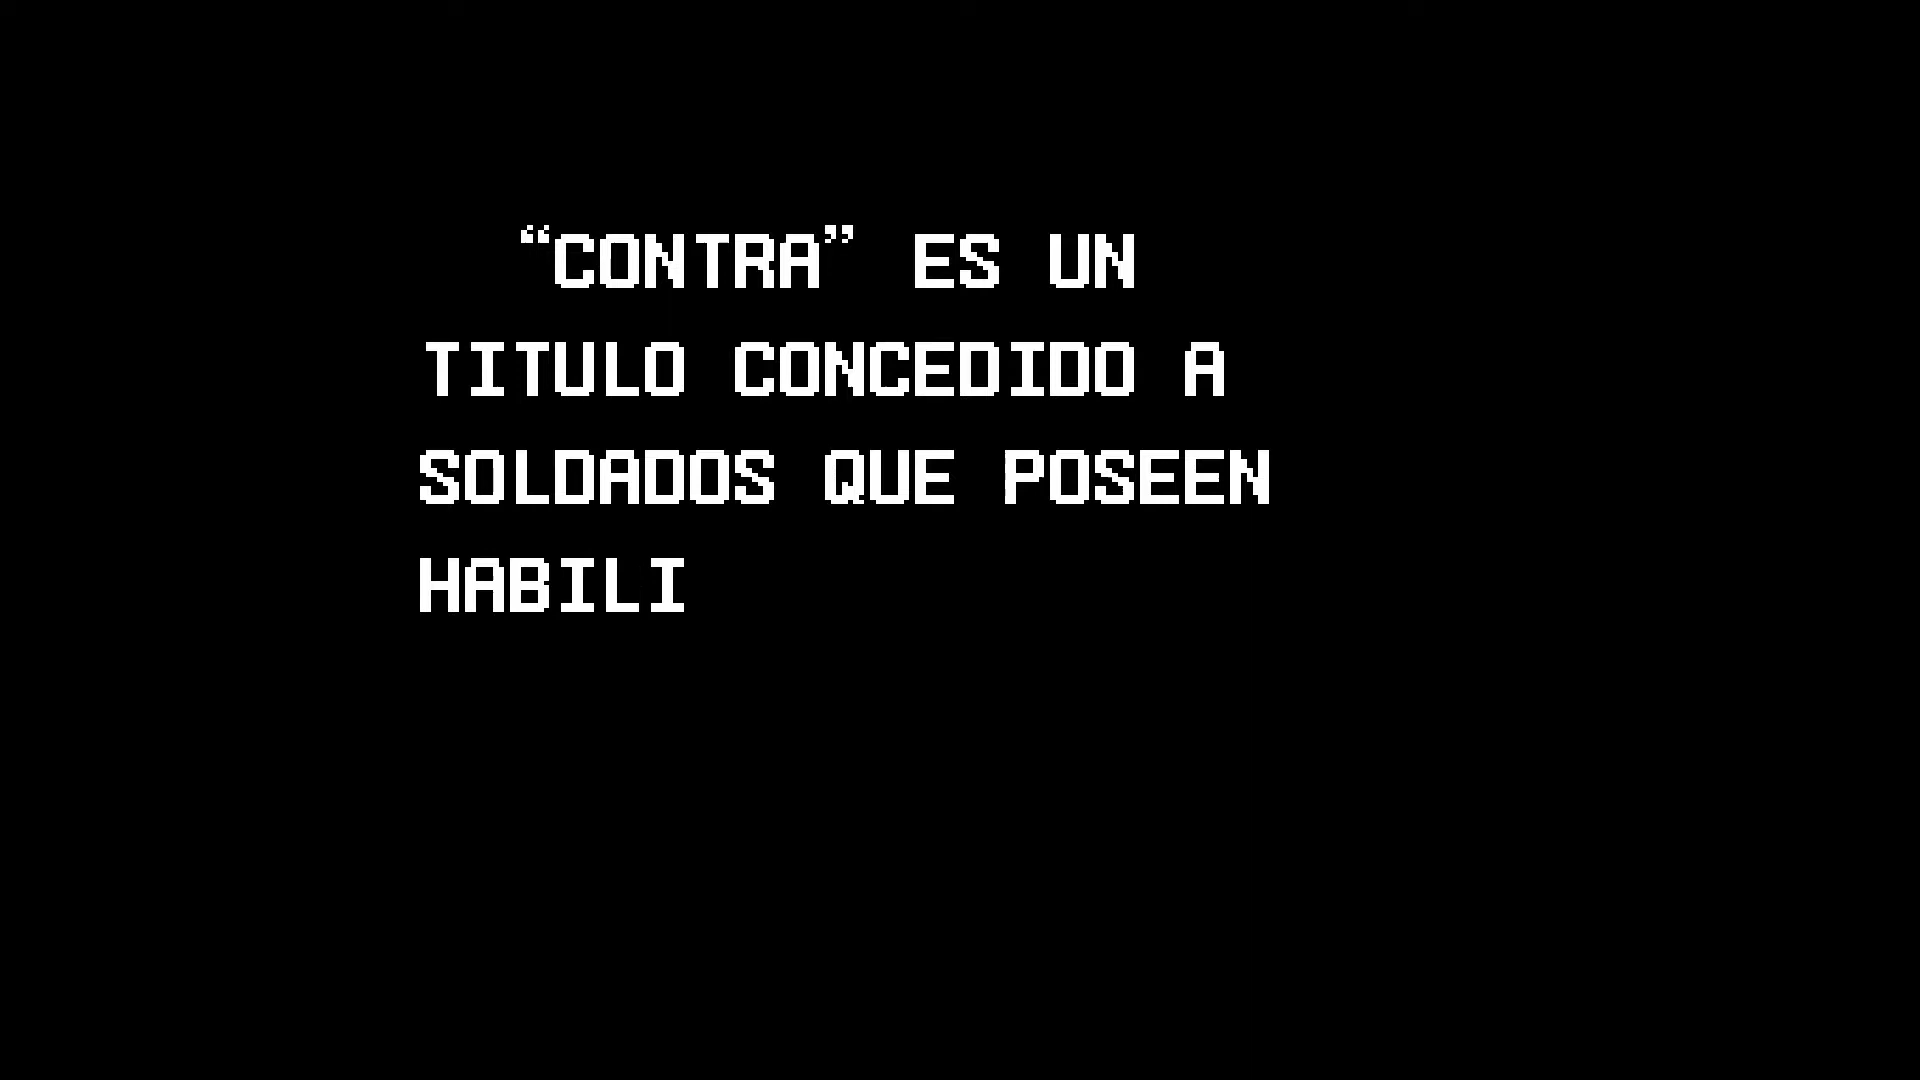 “CONTRA” ES UN
TITULO CONCEDIDO A
SOLDADOS QUE POSEEN
HABILI